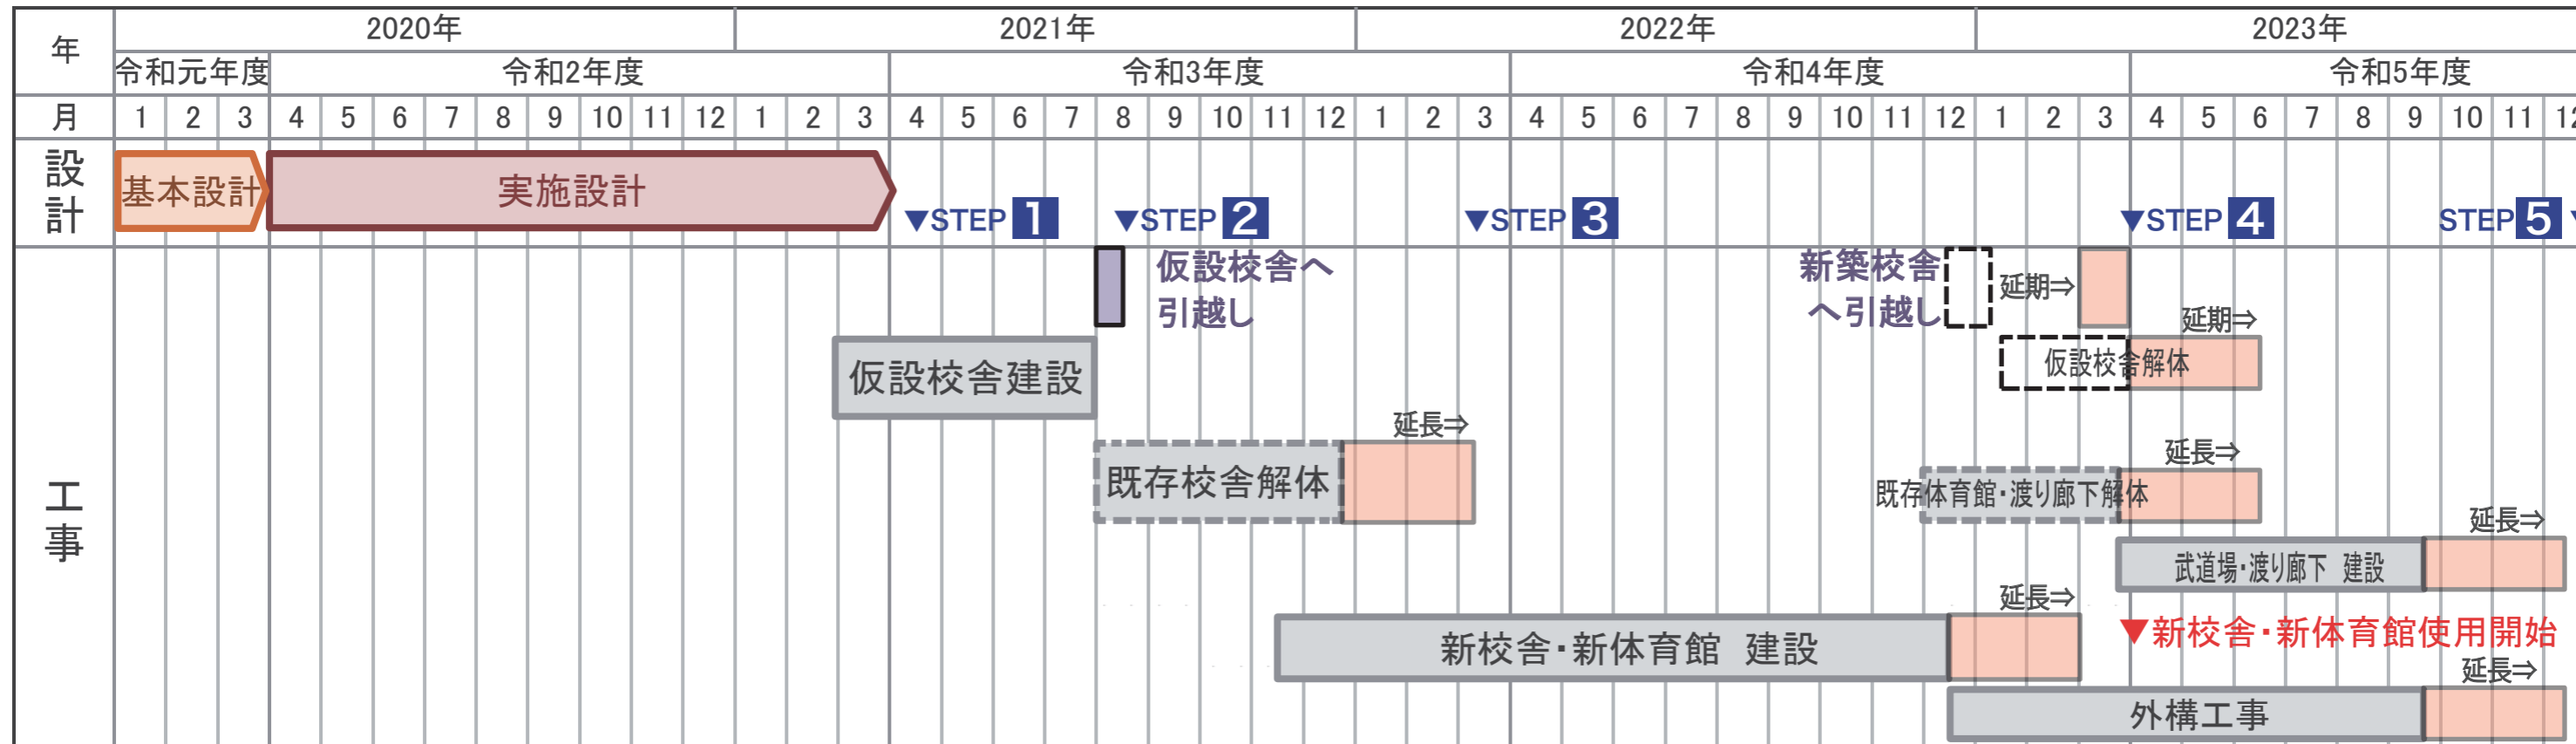 年
2020年 2021年 2022年 2023年
令和元年度 令和2年度 令和3年度 令和4年度 令和5年度
月 1 2 3 4 5 6 7 8 9 10 11 12 1 2 3 4 5 6 7 8 9 10 11 12 1 2 3 4 5 6 7 8 9 10 11 12 1 2 3 4 5 6 7 8 9 10 11 12
設計
基本設計
実施設計
▼STEP 1
▼STEP 2
▼STEP 3
▼STEP 4
STEP 5 ▼
工事
仮設校舎へ
引越し
新築校舎
へ引越し
延期⇒
延期⇒
仮設校舎建設
仮設校舎解体
延長⇒
既存校舎解体
延長⇒
既存体育館・渡り廊下解体
延長⇒
武道場・渡り廊下 建設
延長⇒
新校舎・新体育館 建設
▼新校舎・新体育館使用開始
延長⇒
外構工事